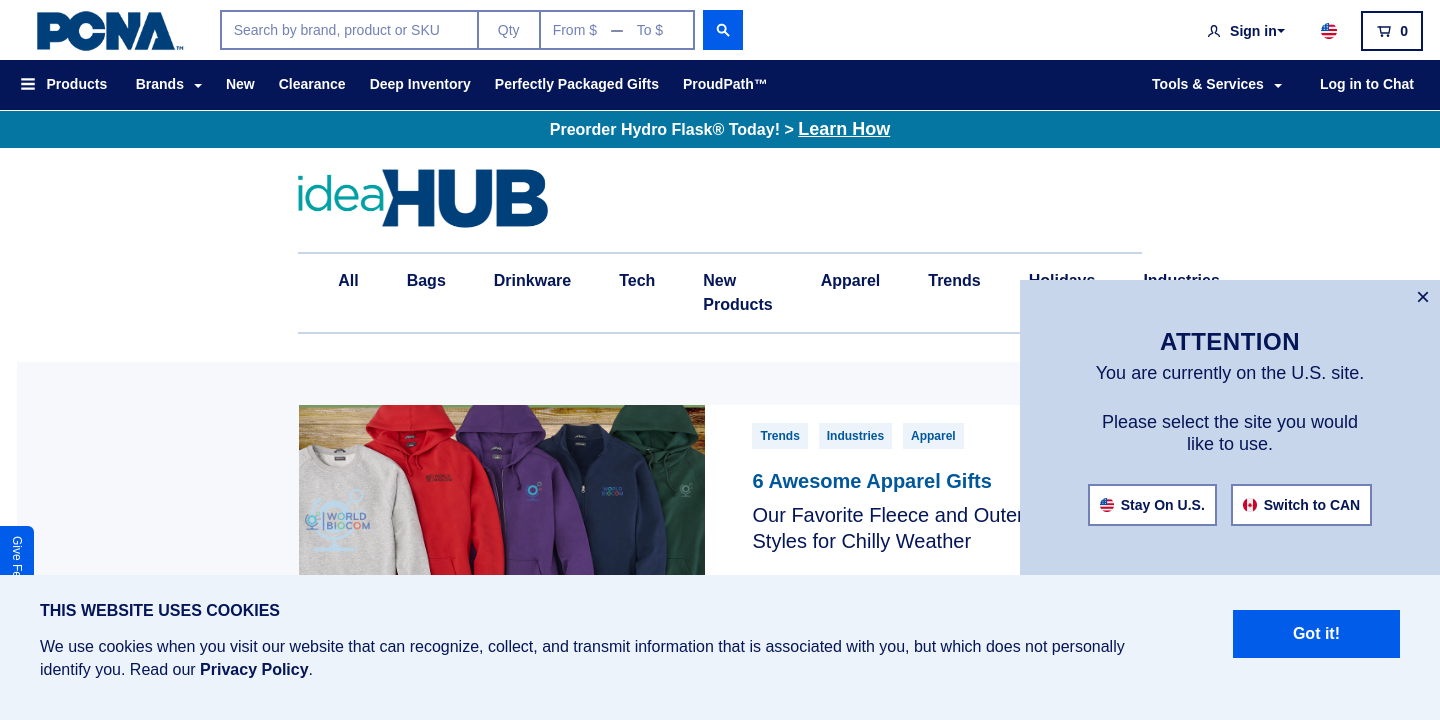 PCNA™
Search by brand, product or SKU
Qty
From $ — To $
Sign in
0
Products
Brands
New
Clearance
Deep Inventory
Perfectly Packaged Gifts
ProudPath™
Tools & Services
Log in to Chat
Preorder Hydro Flask® Today! > Learn How
ideaHUB
All
Bags
Drinkware
Tech
New
Products
Apparel
Trends
Holidays
Industries
×
ATTENTION
You are currently on the U.S. site.
Please select the site you would
like to use.
Stay On U.S.
Switch to CAN
Trends
Industries
Apparel
6 Awesome Apparel Gifts
Our Favorite Fleece and Outer
Styles for Chilly Weather
WORLD
BIOCOM
Give Fe
THIS WEBSITE USES COOKIES
We use cookies when you visit our website that can recognize, collect, and transmit information that is associated with you, but which does not personally
identify you. Read our Privacy Policy.
Got it!